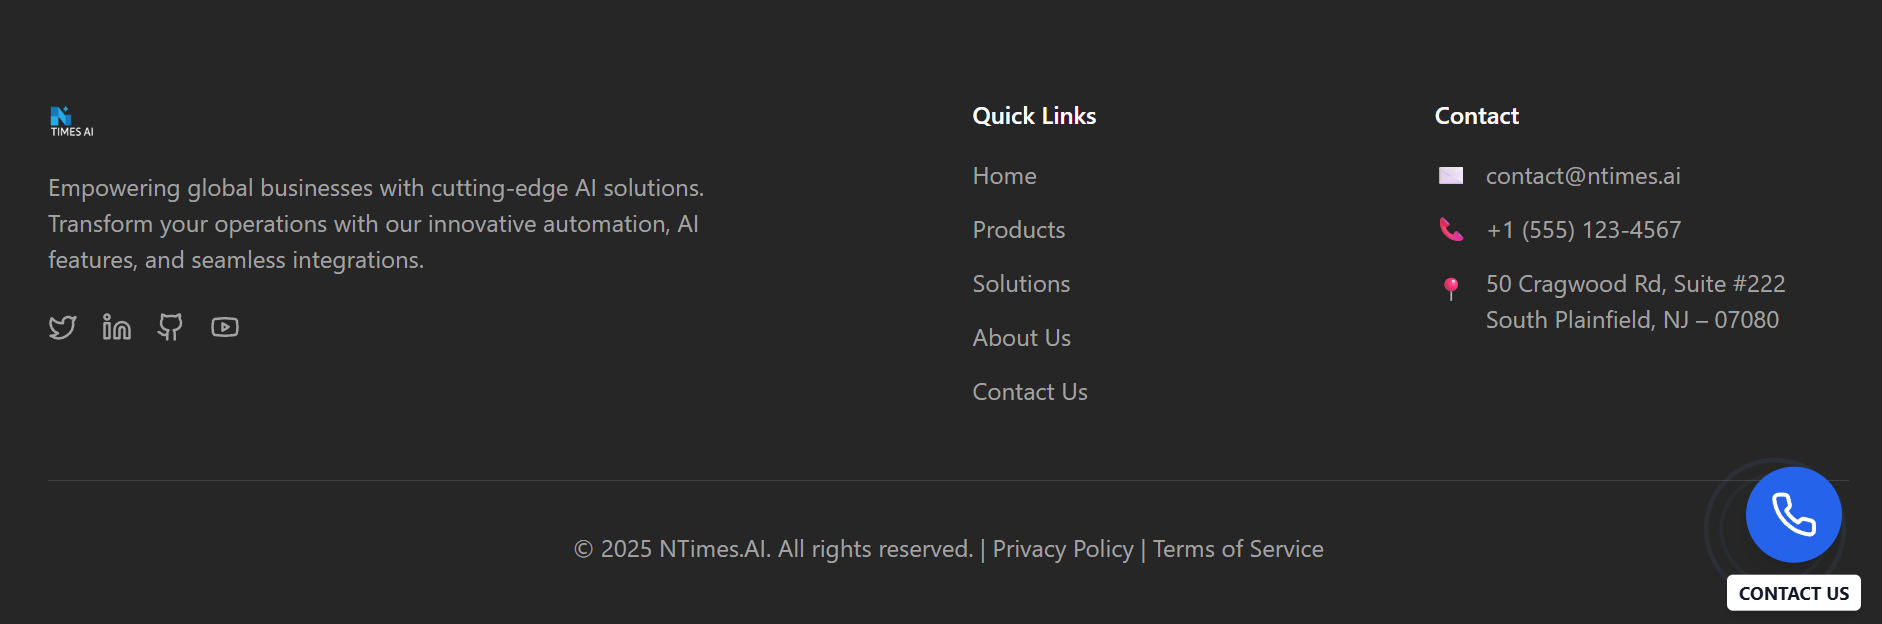 N
TIMES AI
Empowering global businesses with cutting-edge AI solutions.
Transform your operations with our innovative automation, AI
features, and seamless integrations.
Quick Links
Home
Products
Solutions
About Us
Contact Us
Contact
contact@ntimes.ai
+1 (555) 123-4567
50 Cragwood Rd, Suite #222
South Plainfield, NJ – 07080
© 2025 NTimes.AI. All rights reserved. | Privacy Policy | Terms of Service
CONTACT US